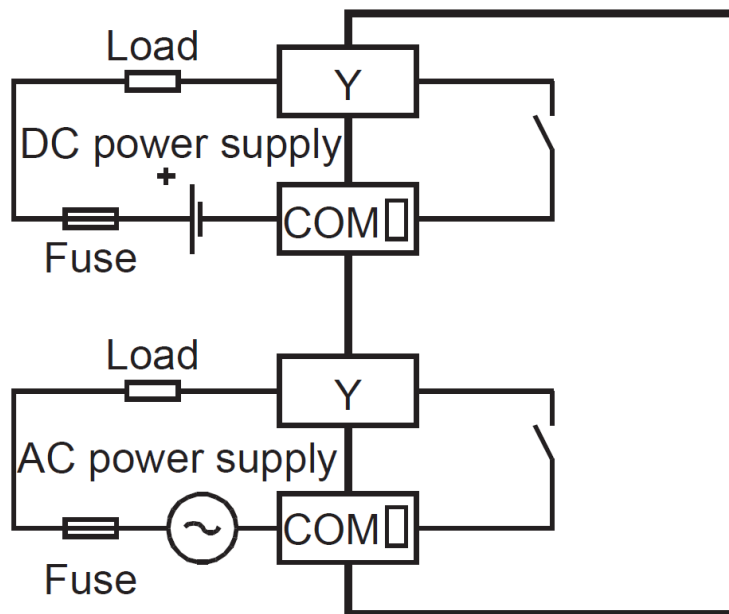 Load
Y
DC power supply
+
COM▯
Fuse
Load
Y
AC power supply
COM▯
Fuse